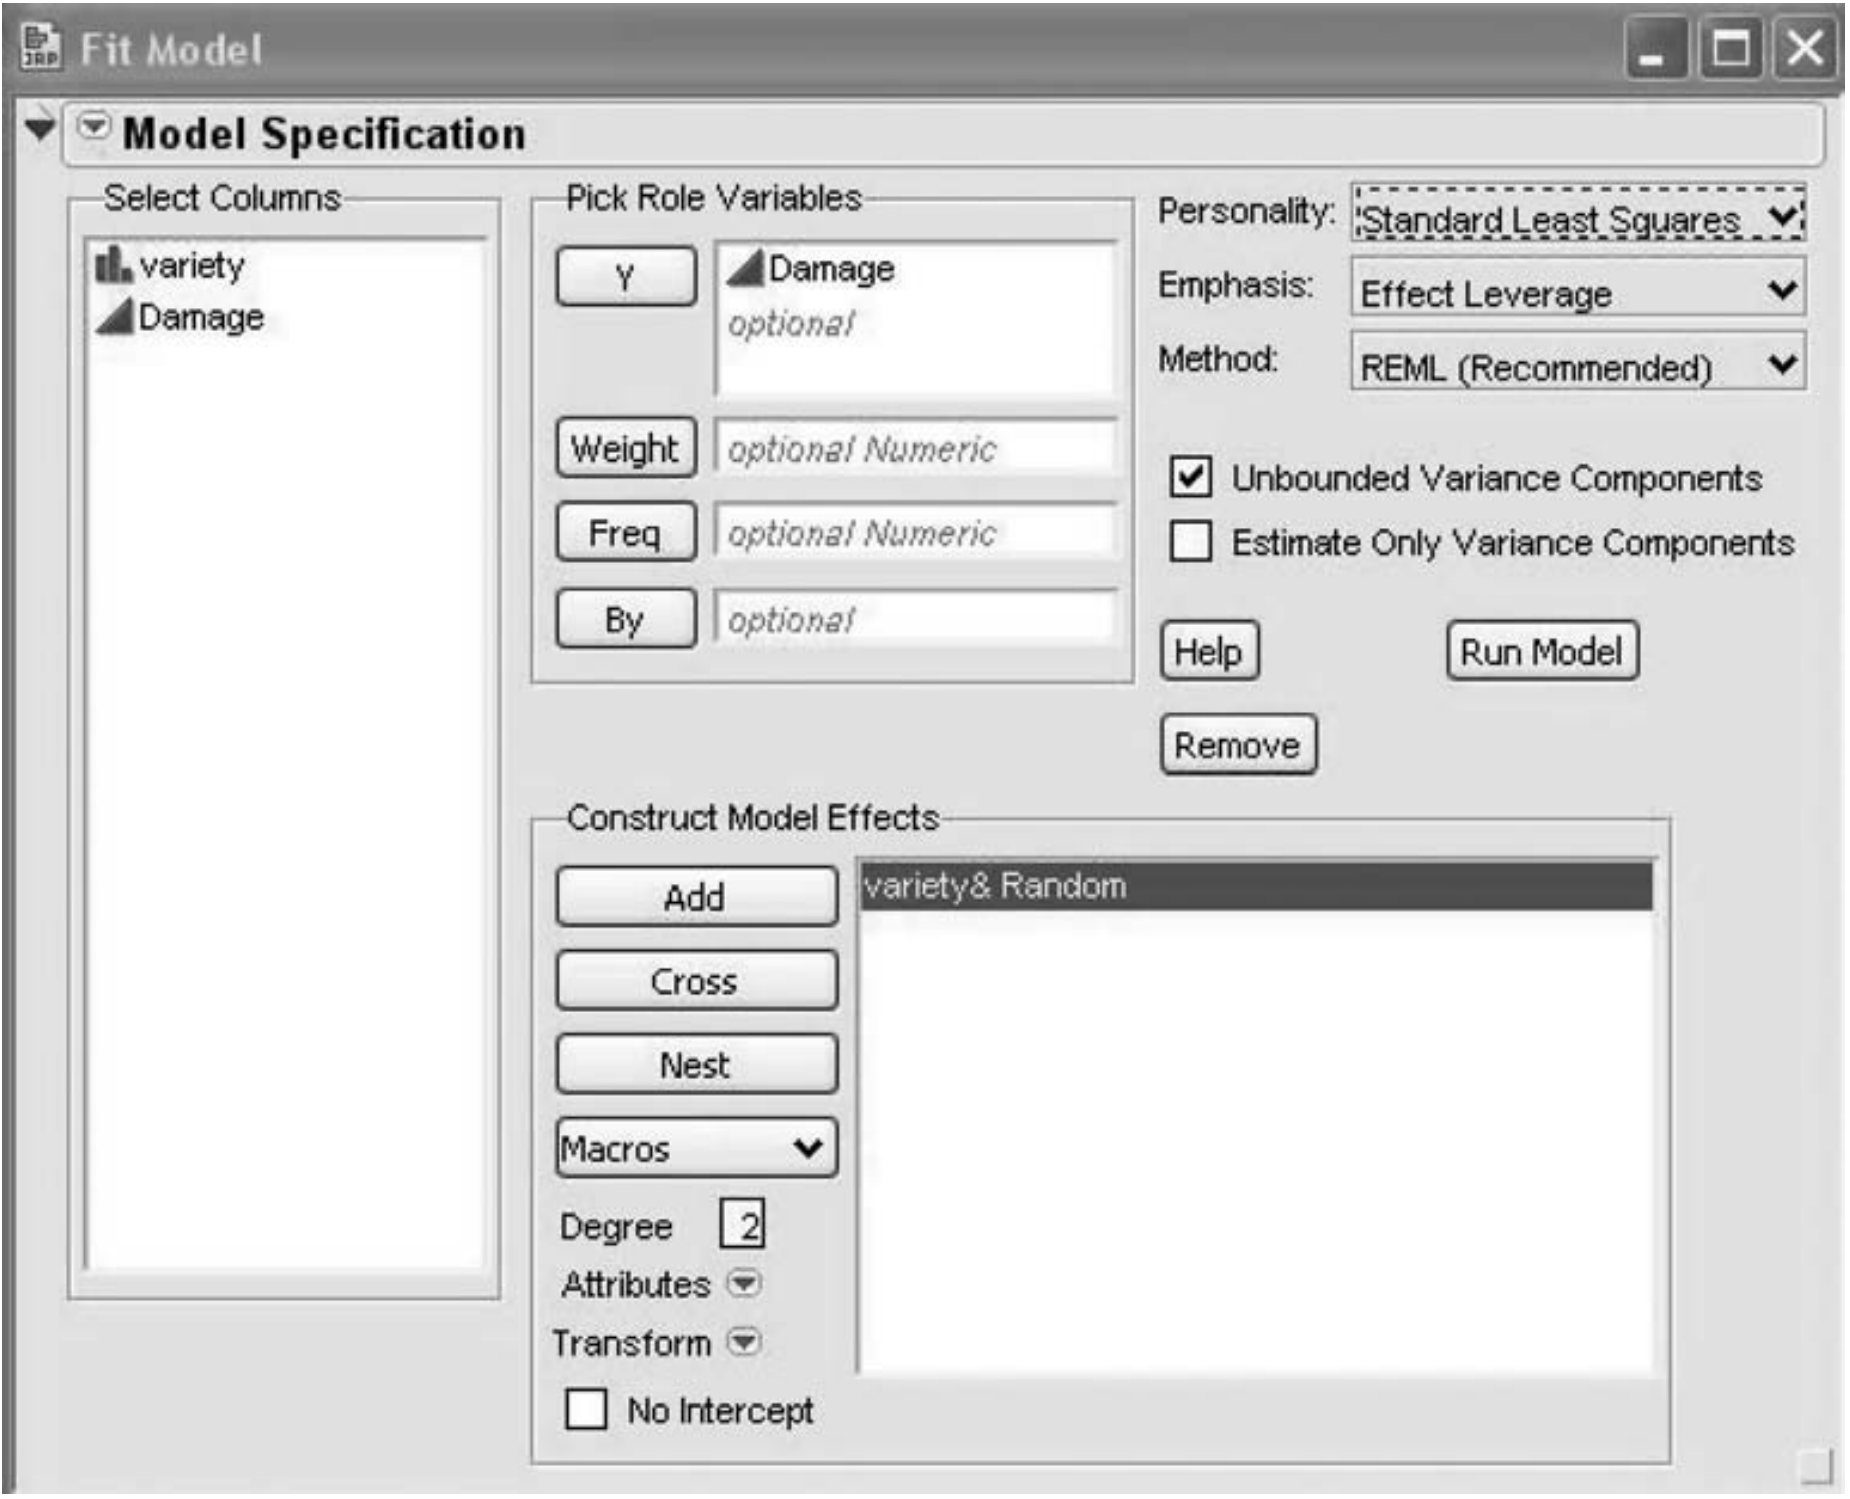 Fit Model
Model Specification
Select Columns
variety
Damage
Pick Role Variables
Y
Damage
optional
Weight
optional Numeric
Freq
optional Numeric
By
optional
Personality:
Standard Least Squares
Emphasis:
Effect Leverage
Method:
REML (Recommended)
Unbounded Variance Components
Estimate Only Variance Components
Help
Run Model
Remove
Construct Model Effects
Add
variety& Random
Cross
Nest
Macros
Degree 2
Attributes
Transform
No Intercept